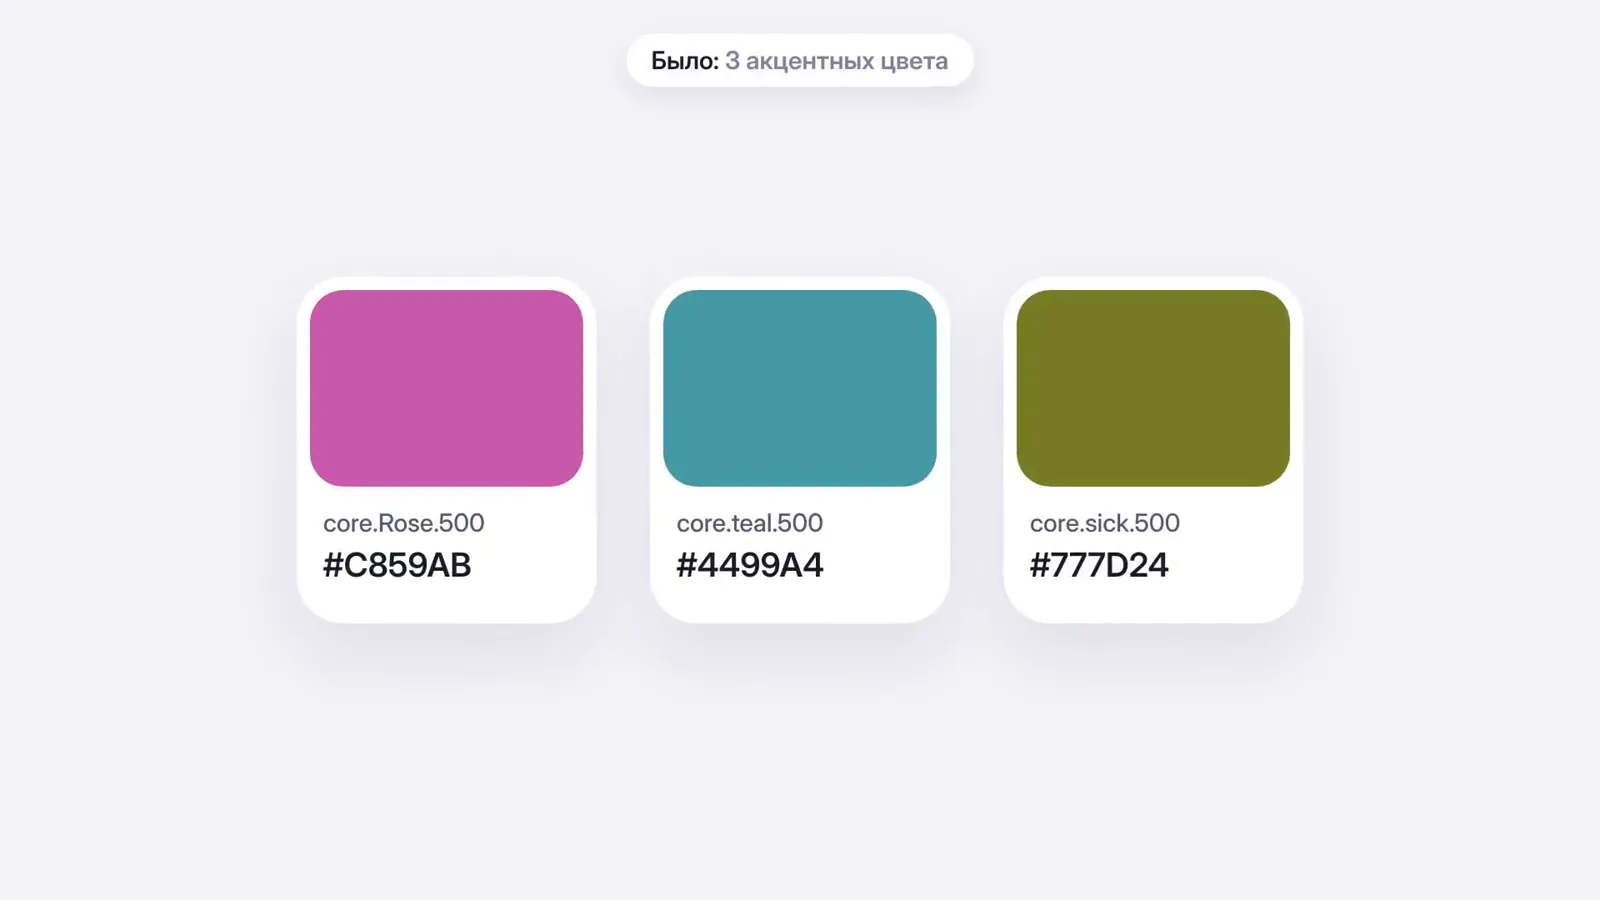 Было: 3 акцентных цвета
core.Rose.500
#C859AB
core.teal.500
#4499A4
core.sick.500
#777D24